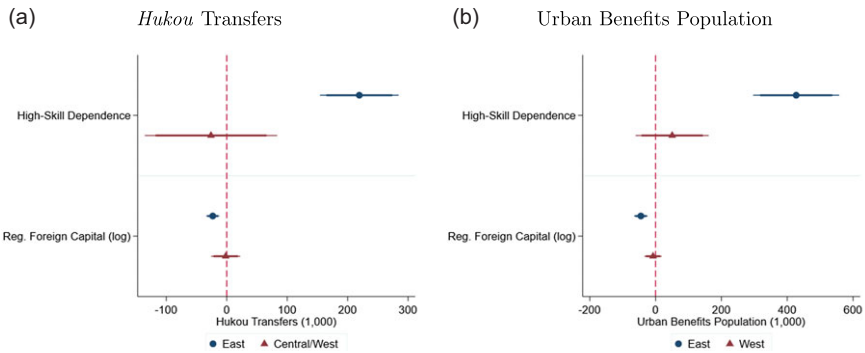 (a) Hukou Transfers
High-Skill Dependence
Reg. Foreign Capital (log)
-100 0 100 200 300
Hukou Transfers (1,000)
East Central/West
(b) Urban Benefits Population
High-Skill Dependence
Reg. Foreign Capital (log)
-200 0 200 400 600
Urban Benefits Population (1,000)
East West